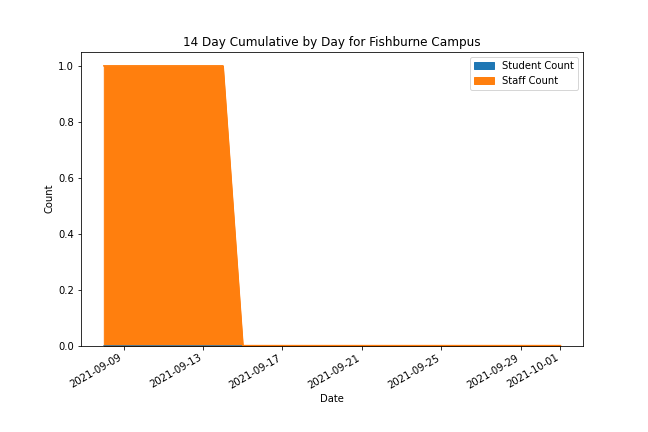 14 Day Cumulative by Day for Fishburne Campus
Student Count
Staff Count
1.0
0.8
0.6
0.4
0.2
0.0
Count
2021-09-09
2021-09-13
2021-09-17
2021-09-21
2021-09-25
2021-09-29
2021-10-01
Date